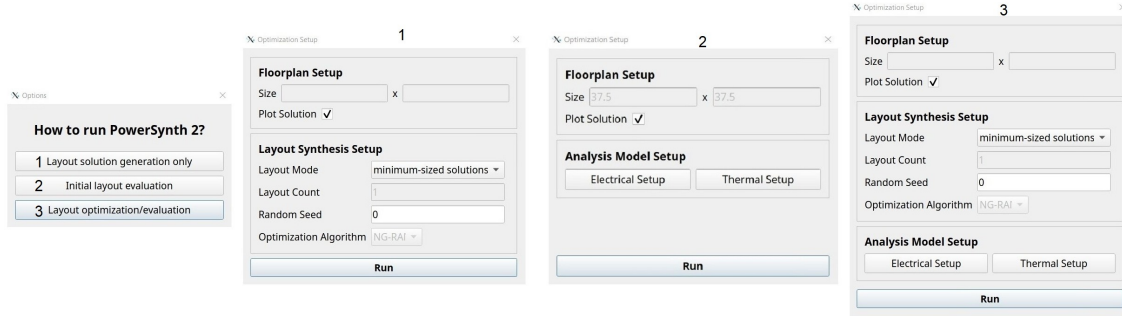 Options
How to run PowerSynth 2?
1 Layout solution generation only
2 Initial layout evaluation
3 Layout optimization/evaluation
1
Optimization Setup
Floorplan Setup
Size x
Plot Solution
Layout Synthesis Setup
Layout Mode minimum-sized solutions
Layout Count 1
Random Seed 0
Optimization Algorithm NG-RAI
Run
2
Optimization Setup
Floorplan Setup
Size 37.5 x 37.5
Plot Solution
Analysis Model Setup
Electrical Setup Thermal Setup
Run
3
Optimization Setup
Floorplan Setup
Size x
Plot Solution
Layout Synthesis Setup
Layout Mode minimum-sized solutions
Layout Count 1
Random Seed 0
Optimization Algorithm NG-RAI
Analysis Model Setup
Electrical Setup Thermal Setup
Run